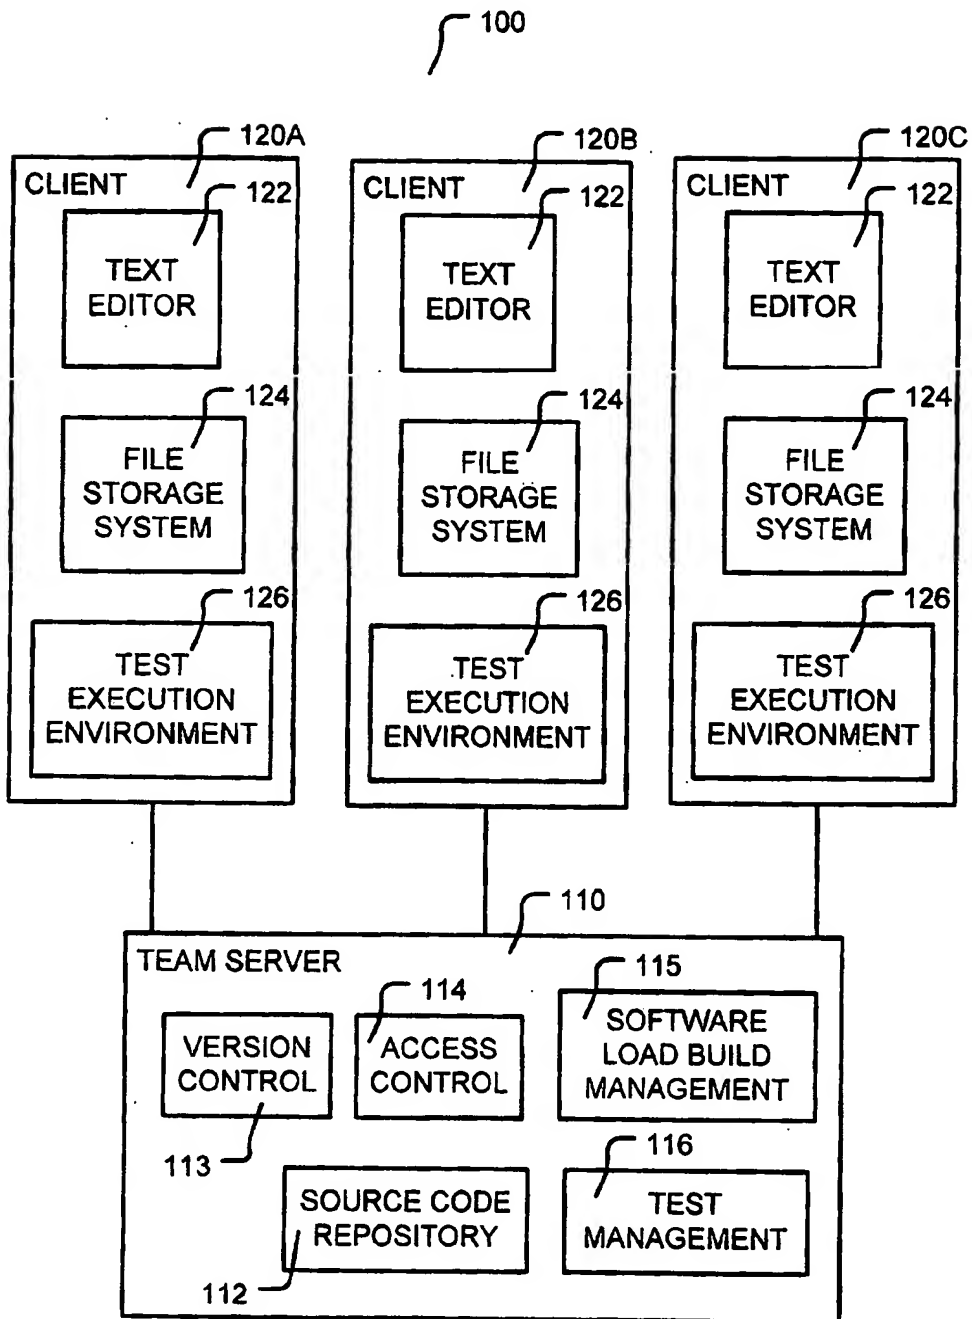 100
120A
120B
120C
CLIENT
122
TEXT
EDITOR
124
FILE
STORAGE
SYSTEM
126
TEST
EXECUTION
ENVIRONMENT
CLIENT
122
TEXT
EDITOR
124
FILE
STORAGE
SYSTEM
126
TEST
EXECUTION
ENVIRONMENT
CLIENT
122
TEXT
EDITOR
124
FILE
STORAGE
SYSTEM
126
TEST
EXECUTION
ENVIRONMENT
110
TEAM SERVER
VERSION
CONTROL
113
114
ACCESS
CONTROL
115
SOFTWARE
LOAD BUILD
MANAGEMENT
SOURCE CODE
REPOSITORY
112
116
TEST
MANAGEMENT